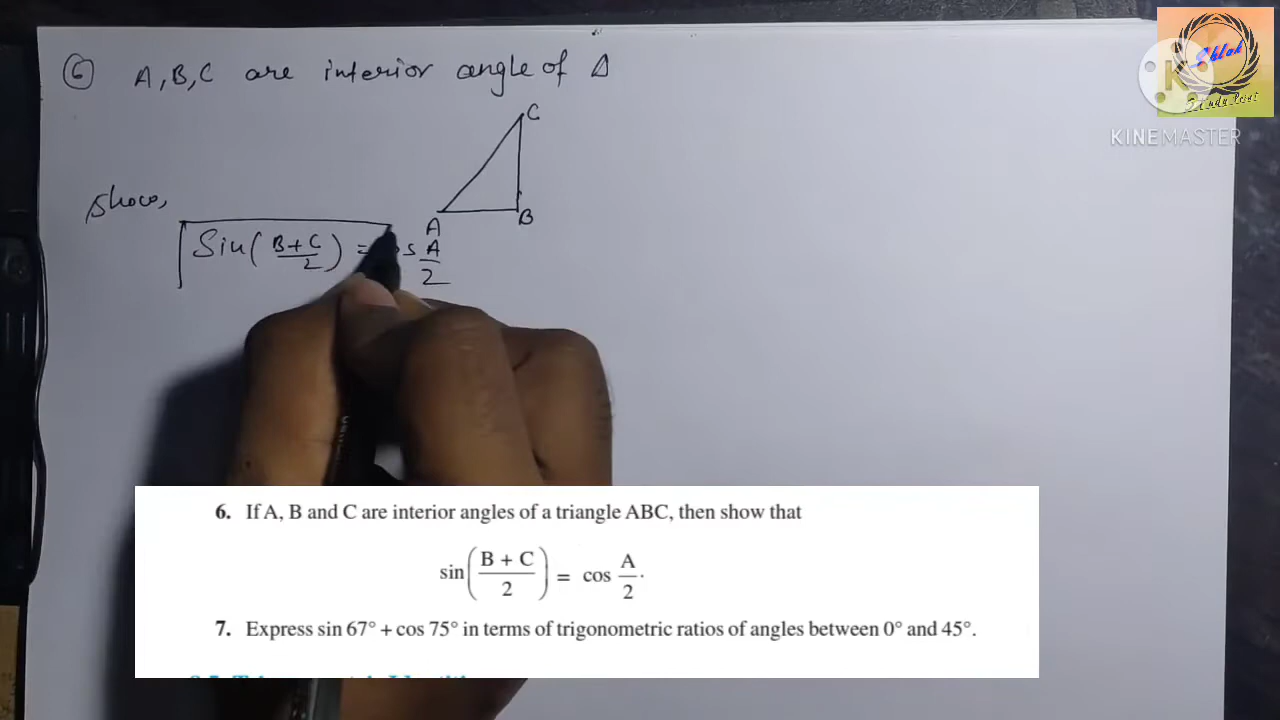 6 A, B, C are interior angle of Δ
C
Show,
A
B
Sin(B+C/2) = s A/2
K
Shlok
KINEMASTER
6. If A, B and C are interior angles of a triangle ABC, then show that
sin(B + C/2) = cos A/2.
7. Express sin 67° + cos 75° in terms of trigonometric ratios of angles between 0° and 45°.